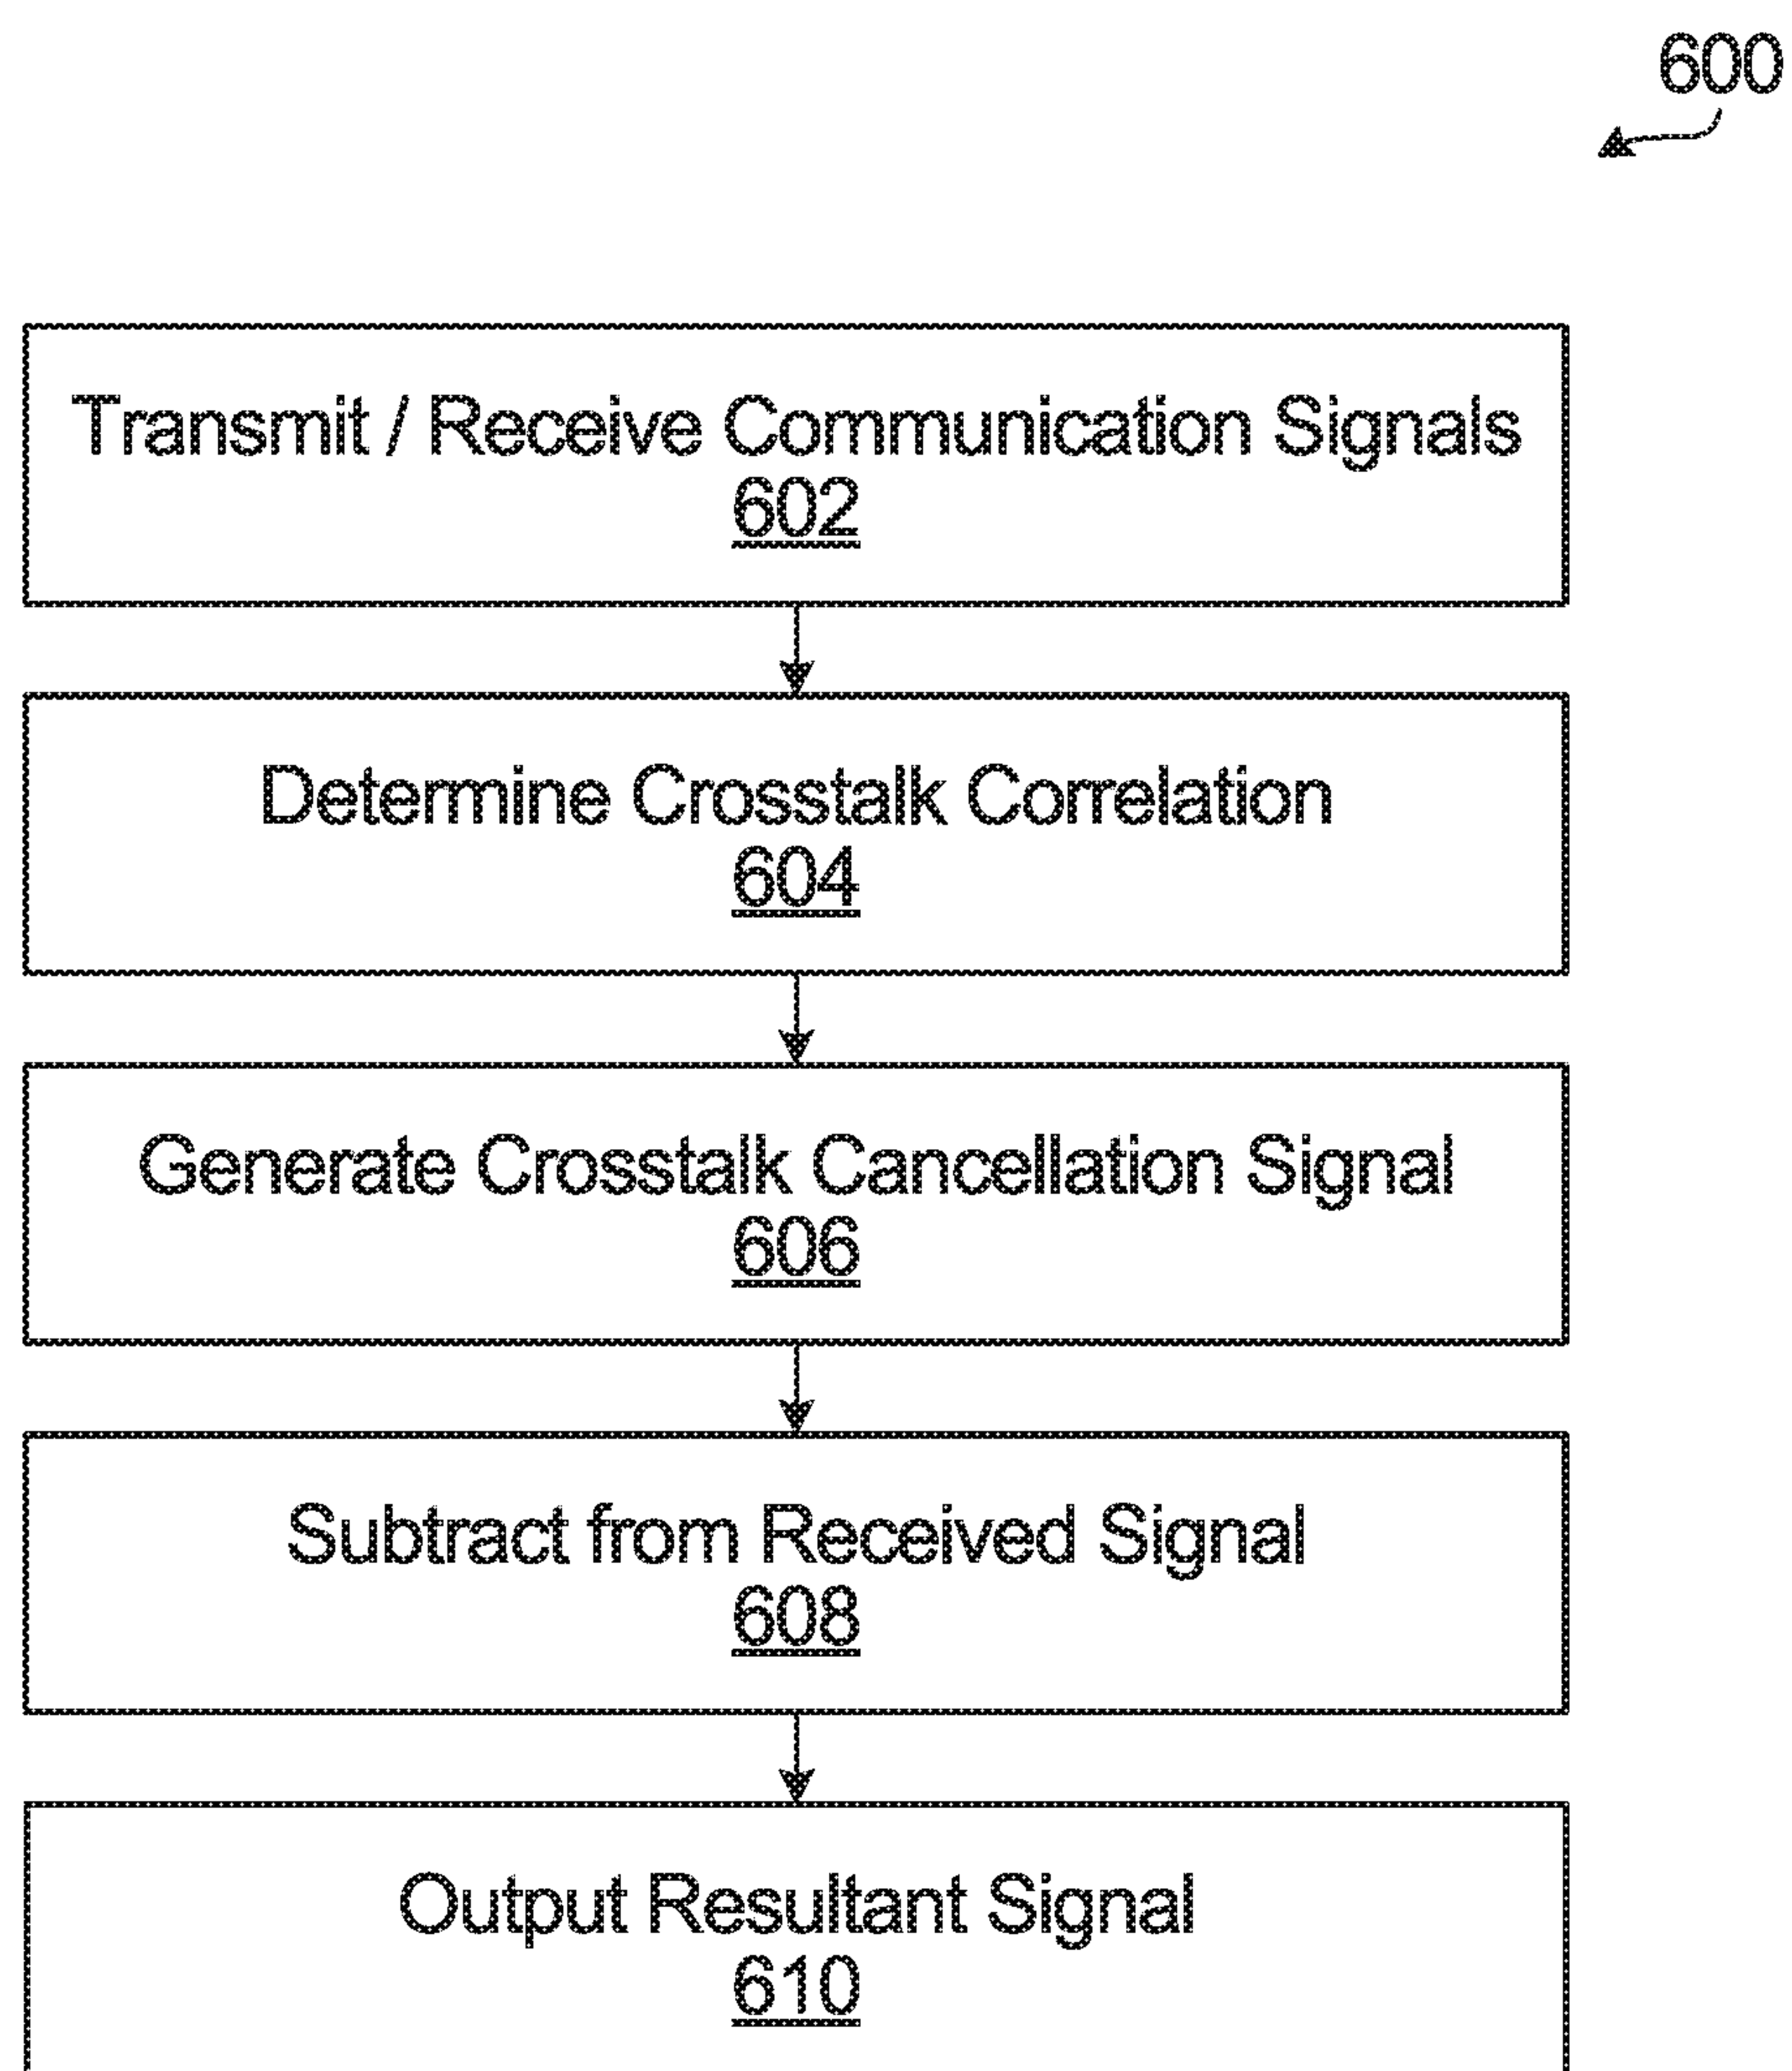 600
Transmit / Receive Communication Signals
602
Determine Crosstalk Correlation
604
Generate Crosstalk Cancellation Signal
606
Subtract from Received Signal
608
Output Resultant Signal
610